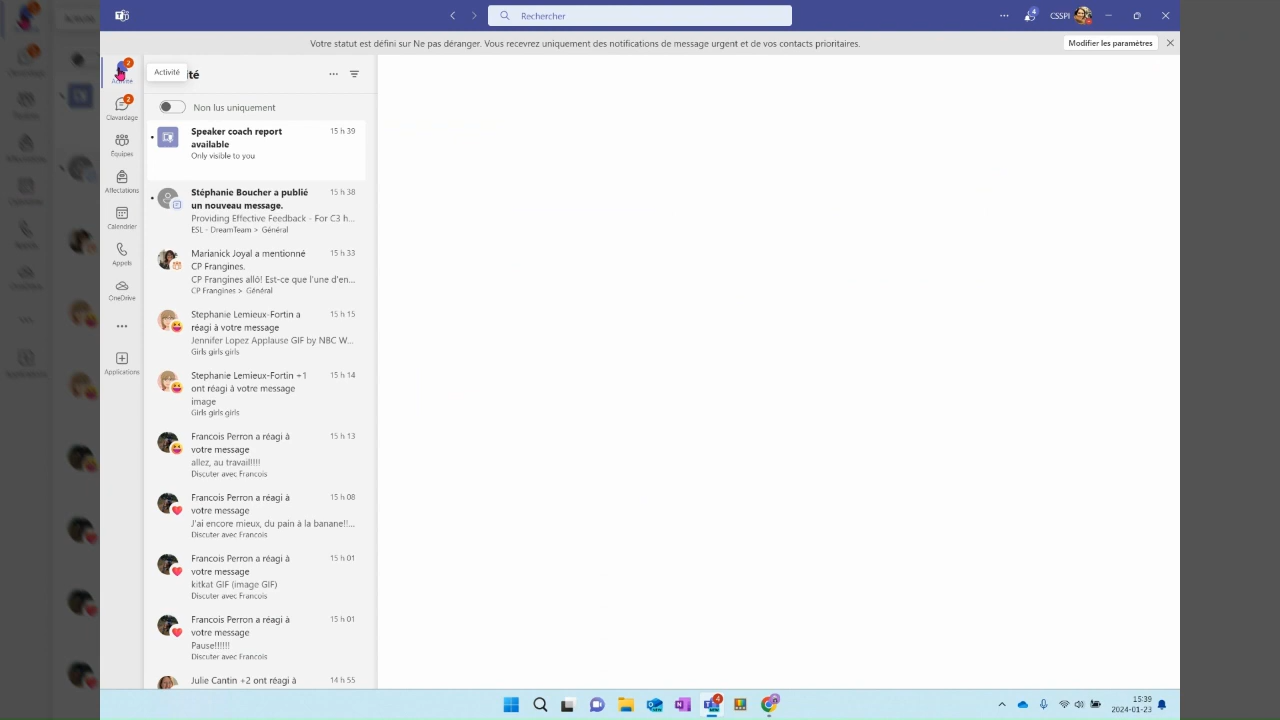 Rechercher
4
CSSPI
Votre statut est défini sur Ne pas déranger. Vous recevrez uniquement des notifications de message urgent et de vos contacts prioritaires.
Modifier les paramètres
2
Activité
Activité
Non lus uniquement
2
Clavardage
Équipes
Affectations
Calendrier
Appels
OneDrive
Applications
Speaker coach report 15 h 39
available
Only visible to you
Stéphanie Boucher a publié 15 h 38
un nouveau message.
Providing Effective Feedback - For C3 h...
ESL - DreamTeam > Général
Marianick Joyal a mentionné 15 h 33
CP Frangines.
CP Frangines allô! Est-ce que l'une d'en...
CP Frangines > Général
Stephanie Lemieux-Fortin a 15 h 15
réagi à votre message
Jennifer Lopez Applause GIF by NBC W...
Girls girls girls
Stephanie Lemieux-Fortin +1 15 h 14
ont réagi à votre message
image
Girls girls girls
Francois Perron a réagi à 15 h 13
votre message
allez, au travail!!!!
Discuter avec Francois
Francois Perron a réagi à 15 h 08
votre message
J'ai encore mieux, du pain à la banane!!...
Discuter avec Francois
Francois Perron a réagi à 15 h 01
votre message
kitkat GIF (image GIF)
Discuter avec Francois
Francois Perron a réagi à 15 h 01
votre message
Pause!!!!!!
Discuter avec Francois
Julie Cantin +2 ont réagi à 14 h 55
4
15:39
2024-01-23